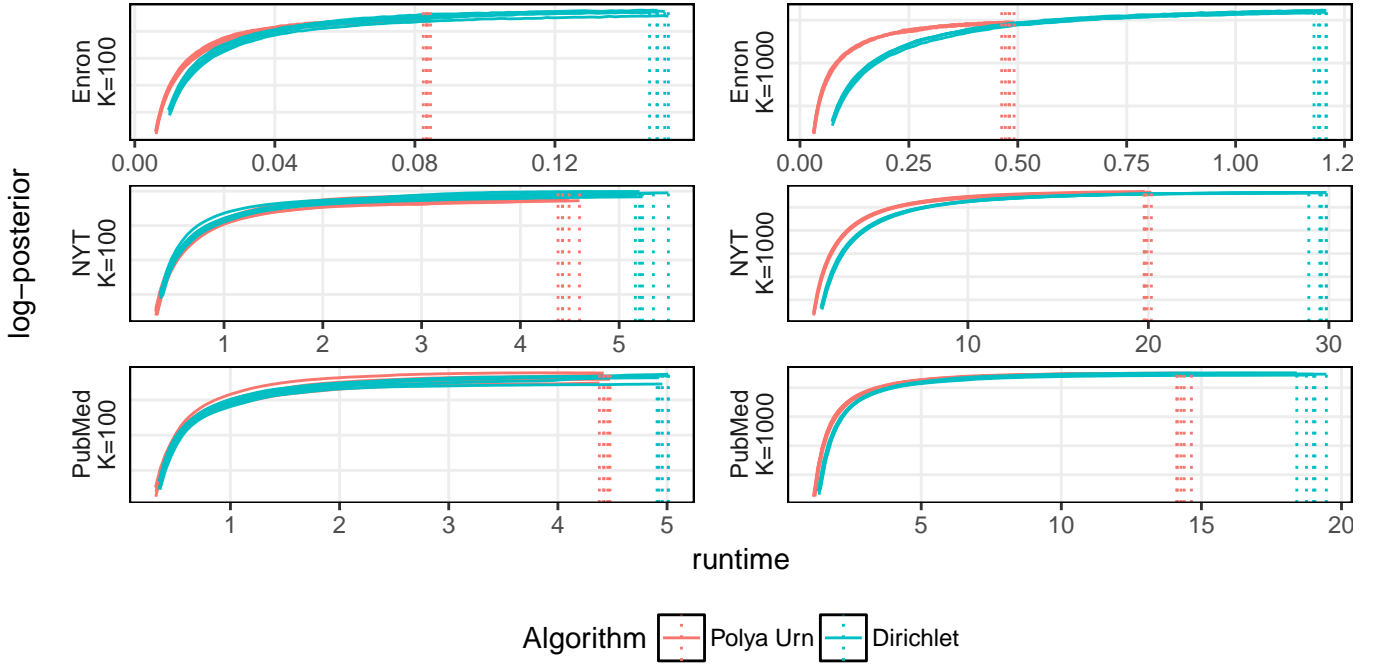 log−posterior
Enron
K=100
0.00 0.04 0.08 0.12
Enron
K=1000
0.00 0.25 0.50 0.75 1.00 1.2
NYT
K=100
1 2 3 4 5
NYT
K=1000
10 20 30
PubMed
K=100
1 2 3 4 5
PubMed
K=1000
5 10 15 20
runtime
Algorithm Polya Urn Dirichlet